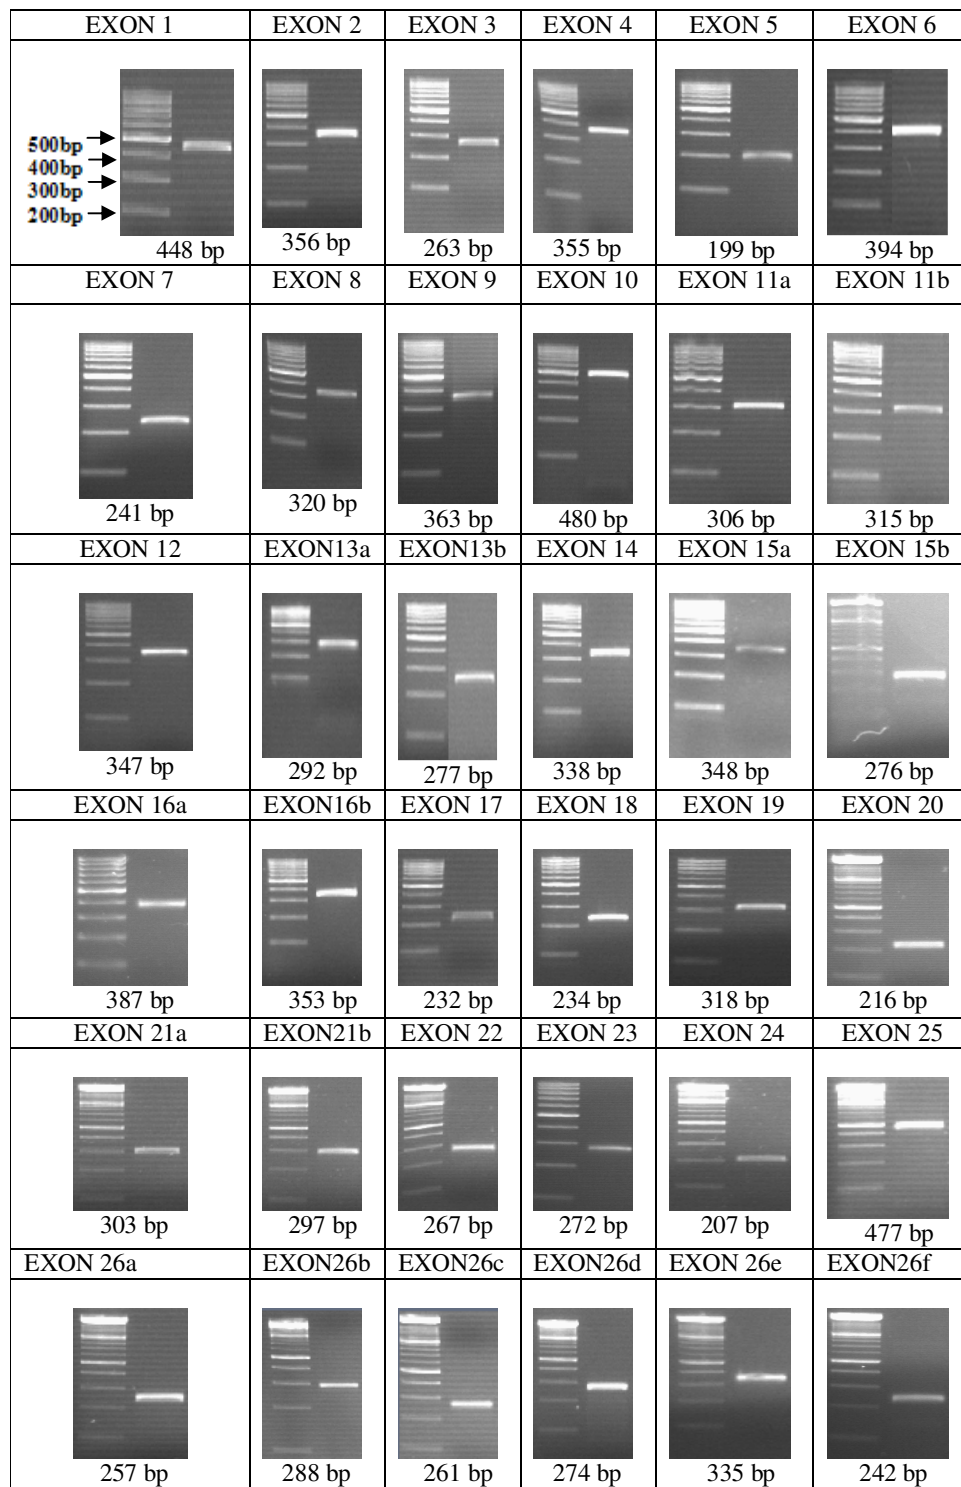 EXON 1 EXON 2 EXON 3 EXON 4 EXON 5 EXON 6
500bp
400bp
300bp
200bp
448 bp 356 bp 263 bp 355 bp 199 bp 394 bp
EXON 7 EXON 8 EXON 9 EXON 10 EXON 11a EXON 11b
241 bp 320 bp 363 bp 480 bp 306 bp 315 bp
EXON 12 EXON13a EXON13b EXON 14 EXON 15a EXON 15b
347 bp 292 bp 277 bp 338 bp 348 bp 276 bp
EXON 16a EXON16b EXON 17 EXON 18 EXON 19 EXON 20
387 bp 353 bp 232 bp 234 bp 318 bp 216 bp
EXON 21a EXON21b EXON 22 EXON 23 EXON 24 EXON 25
303 bp 297 bp 267 bp 272 bp 207 bp 477 bp
EXON 26a EXON26b EXON26c EXON26d EXON 26e EXON26f
257 bp 288 bp 261 bp 274 bp 335 bp 242 bp